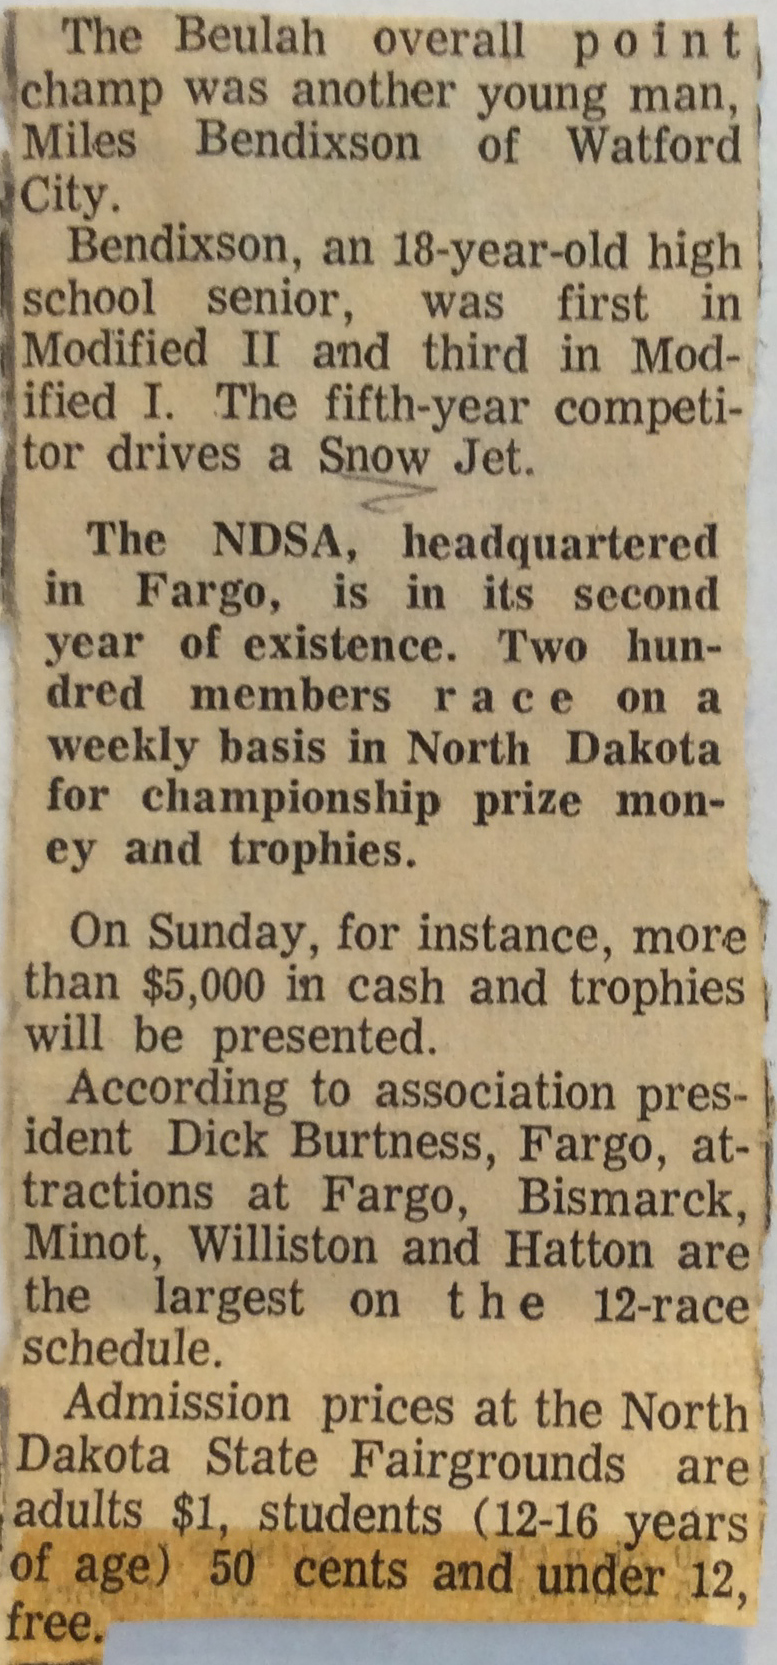 The Beulah overall point
champ was another young man,
Miles Bendixson of Watford
City.
Bendixson, an 18-year-old high
school senior, was first in
Modified II and third in Mod-
ified I. The fifth-year competi-
tor drives a Snow Jet.
The NDSA, headquartered
in Fargo, is in its second
year of existence. Two hun-
dred members race on a
weekly basis in North Dakota
for championship prize mon-
ey and trophies.
On Sunday, for instance, more
than $5,000 in cash and trophies
will be presented.
According to association pres-
ident Dick Burtness, Fargo, at-
tractions at Fargo, Bismarck,
Minot, Williston and Hatton are
the largest on the 12-race
schedule.
Admission prices at the North
Dakota State Fairgrounds are
adults $1, students (12-16 years
of age) 50 cents and under 12,
free.